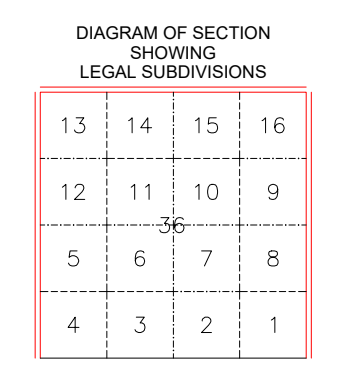 DIAGRAM OF SECTION
SHOWING
LEGAL SUBDIVISIONS
13 14 15 16
12 11 10 9
36
5 6 7 8
4 3 2 1